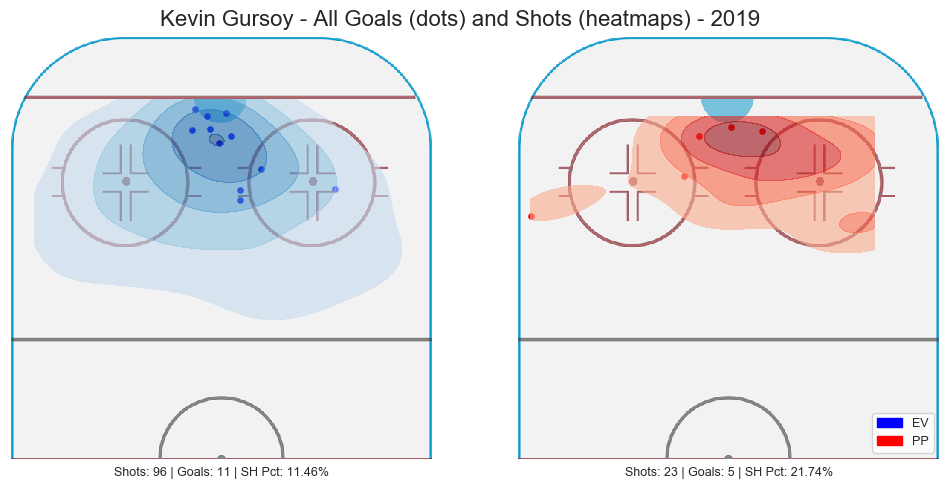 Kevin Gursoy - All Goals (dots) and Shots (heatmaps) - 2019
EV
PP
Shots: 96 | Goals: 11 | SH Pct: 11.46%
Shots: 23 | Goals: 5 | SH Pct: 21.74%